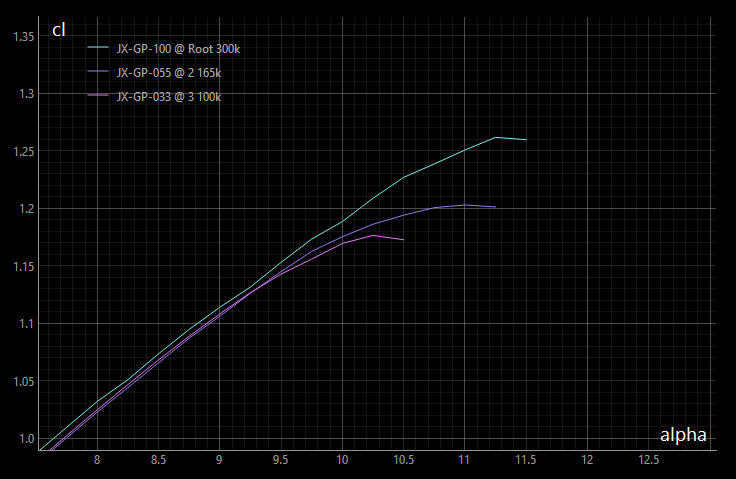 cl
1.35
JX-GP-100 @ Root 300k
JX-GP-055 @ 2 165k
JX-GP-033 @ 3 100k
1.3
1.25
1.2
1.15
1.1
1.05
1.0
alpha
8 8.5 9 9.5 10 10.5 11 11.5 12 12.5